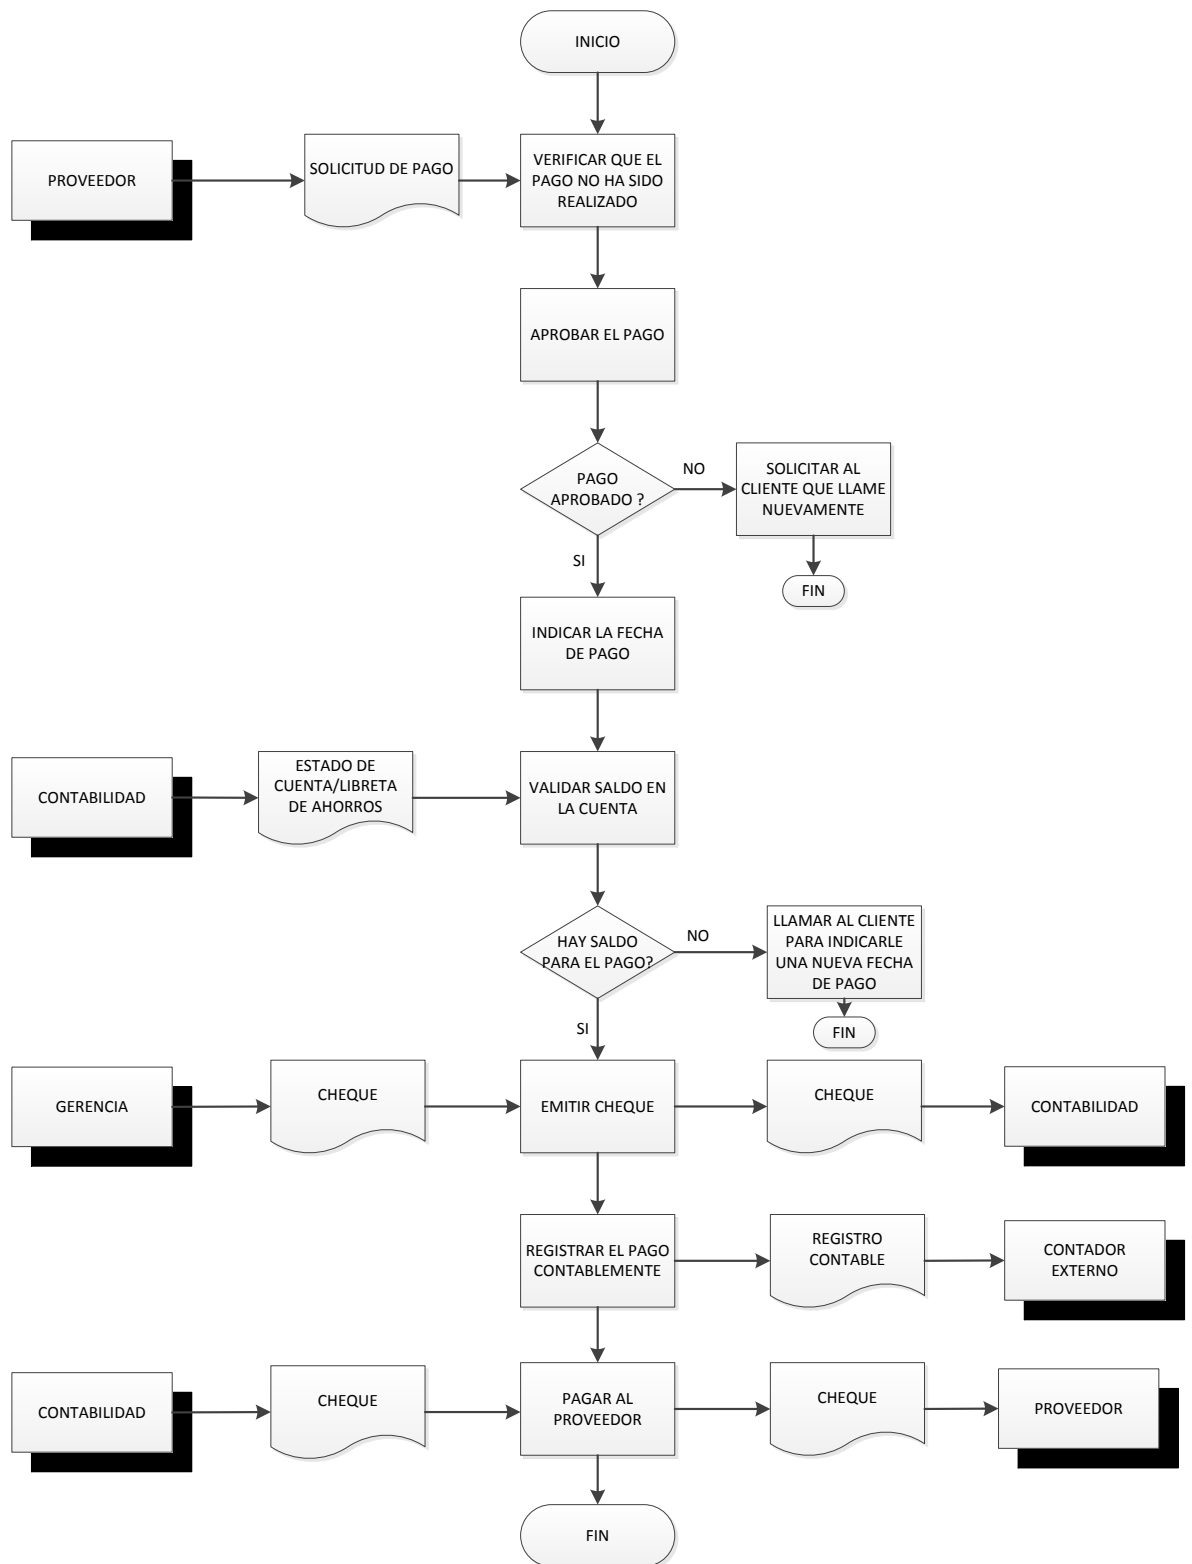 INICIO
PROVEEDOR
SOLICITUD DE PAGO
VERIFICAR QUE EL
PAGO NO HA SIDO
REALIZADO
APROBAR EL PAGO
PAGO
APROBADO ?
NO
SOLICITAR AL
CLIENTE QUE LLAME
NUEVAMENTE
FIN
SI
INDICAR LA FECHA
DE PAGO
CONTABILIDAD
ESTADO DE
CUENTA/LIBRETA
DE AHORROS
VALIDAR SALDO EN
LA CUENTA
HAY SALDO
PARA EL PAGO?
NO
LLAMAR AL CLIENTE
PARA INDICARLE
UNA NUEVA FECHA
DE PAGO
FIN
SI
GERENCIA
CHEQUE
EMITIR CHEQUE
CHEQUE
CONTABILIDAD
REGISTRAR EL PAGO
CONTABLEMENTE
REGISTRO
CONTABLE
CONTADOR
EXTERNO
CONTABILIDAD
CHEQUE
PAGAR AL
PROVEEDOR
CHEQUE
PROVEEDOR
FIN